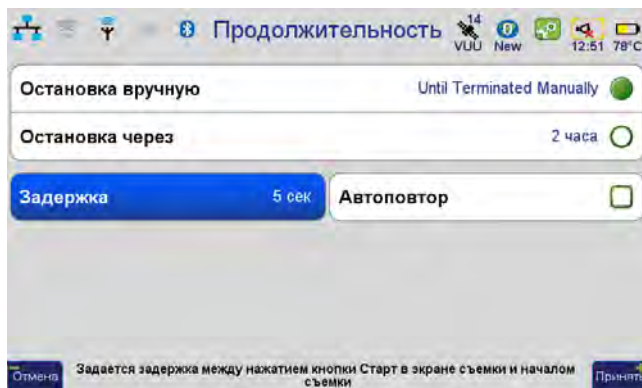 Продолжительность
14
VUU
New
12:51
78°C
Остановка вручную
Until Terminated Manually
Остановка через
2 часа
Задержка
5 сек
Автоповтор
Отмена
Задается задержка между нажатием кнопки Старт в экране съемки и началом
съемки
Принять